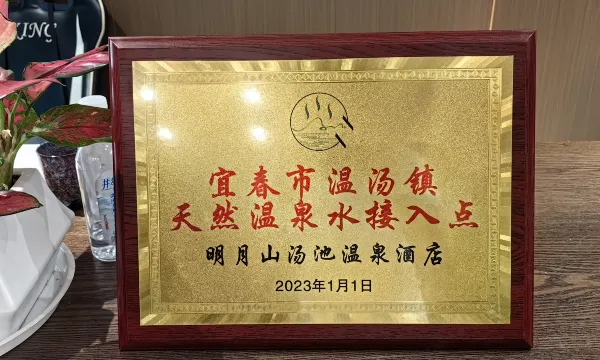 KING
宜春市温汤镇
天然温泉水接入点
明月山汤池温泉酒店
2023年1月1日